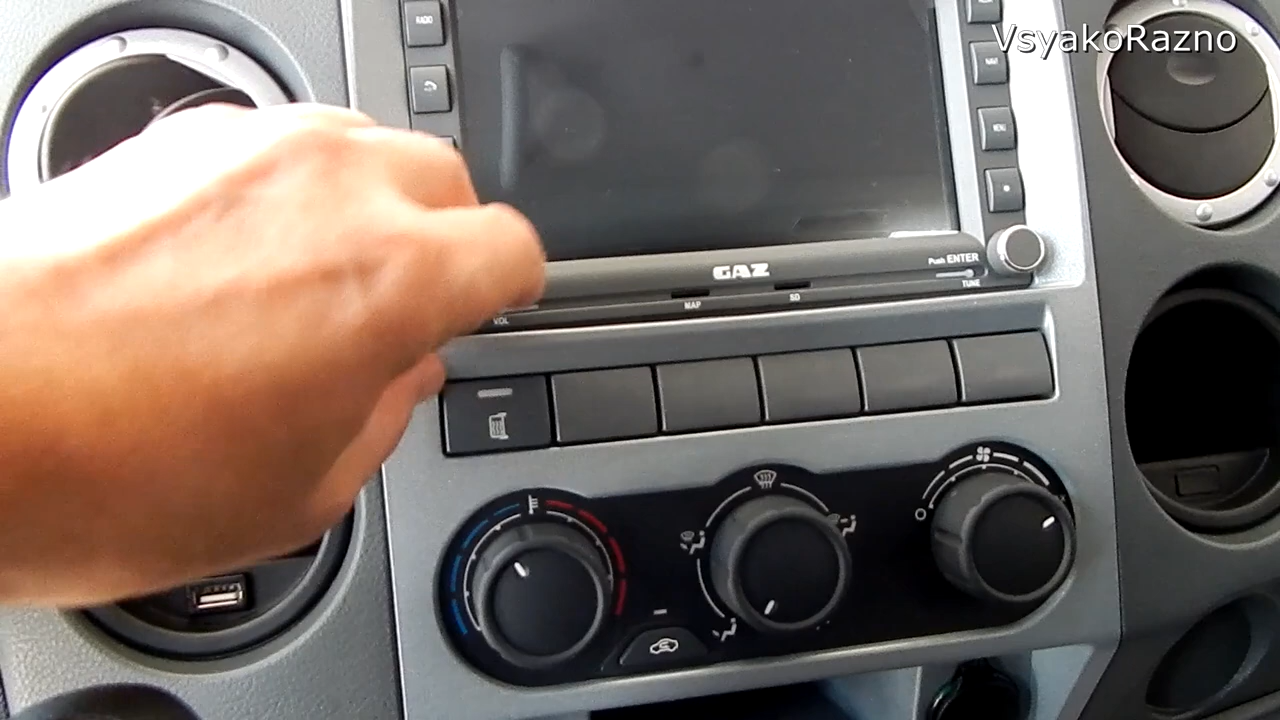 VsyakoRazno
RADIO
NAVI
MENU
GAZ
Push ENTER
TUNE
VOL
MAP
SD